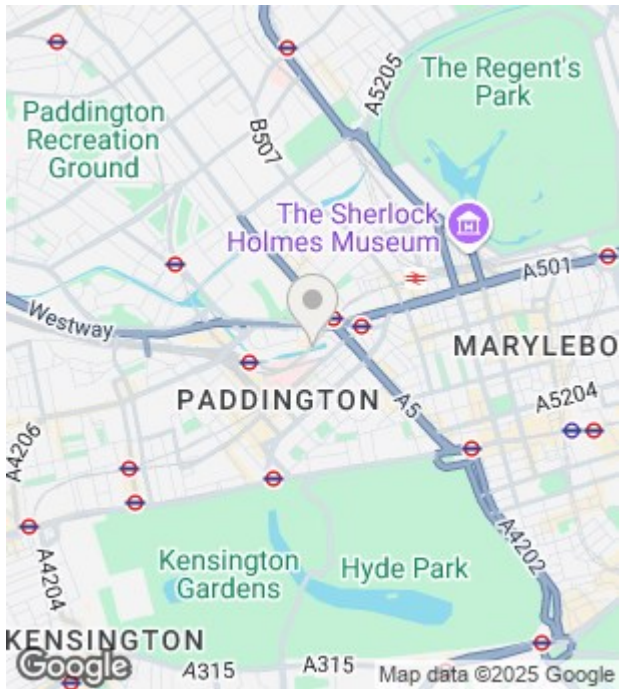 The Regent's
Park
A5205
Paddington
Recreation
Ground
B507
The Sherlock
Holmes Museum
A501
Westway
MARYLEBO
PADDINGTON
A5
A5204
A4206
A4202
Kensington
Gardens
Hyde Park
A4204
KENSINGTON
Google
A315
A315
Map data ©2025 Google